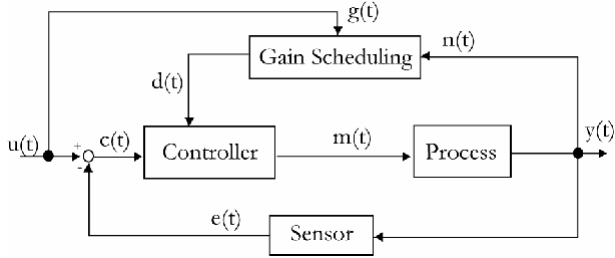 g(t)
Gain Scheduling
n(t)
d(t)
u(t)
+
-
c(t)
Controller
m(t)
Process
y(t)
e(t)
Sensor